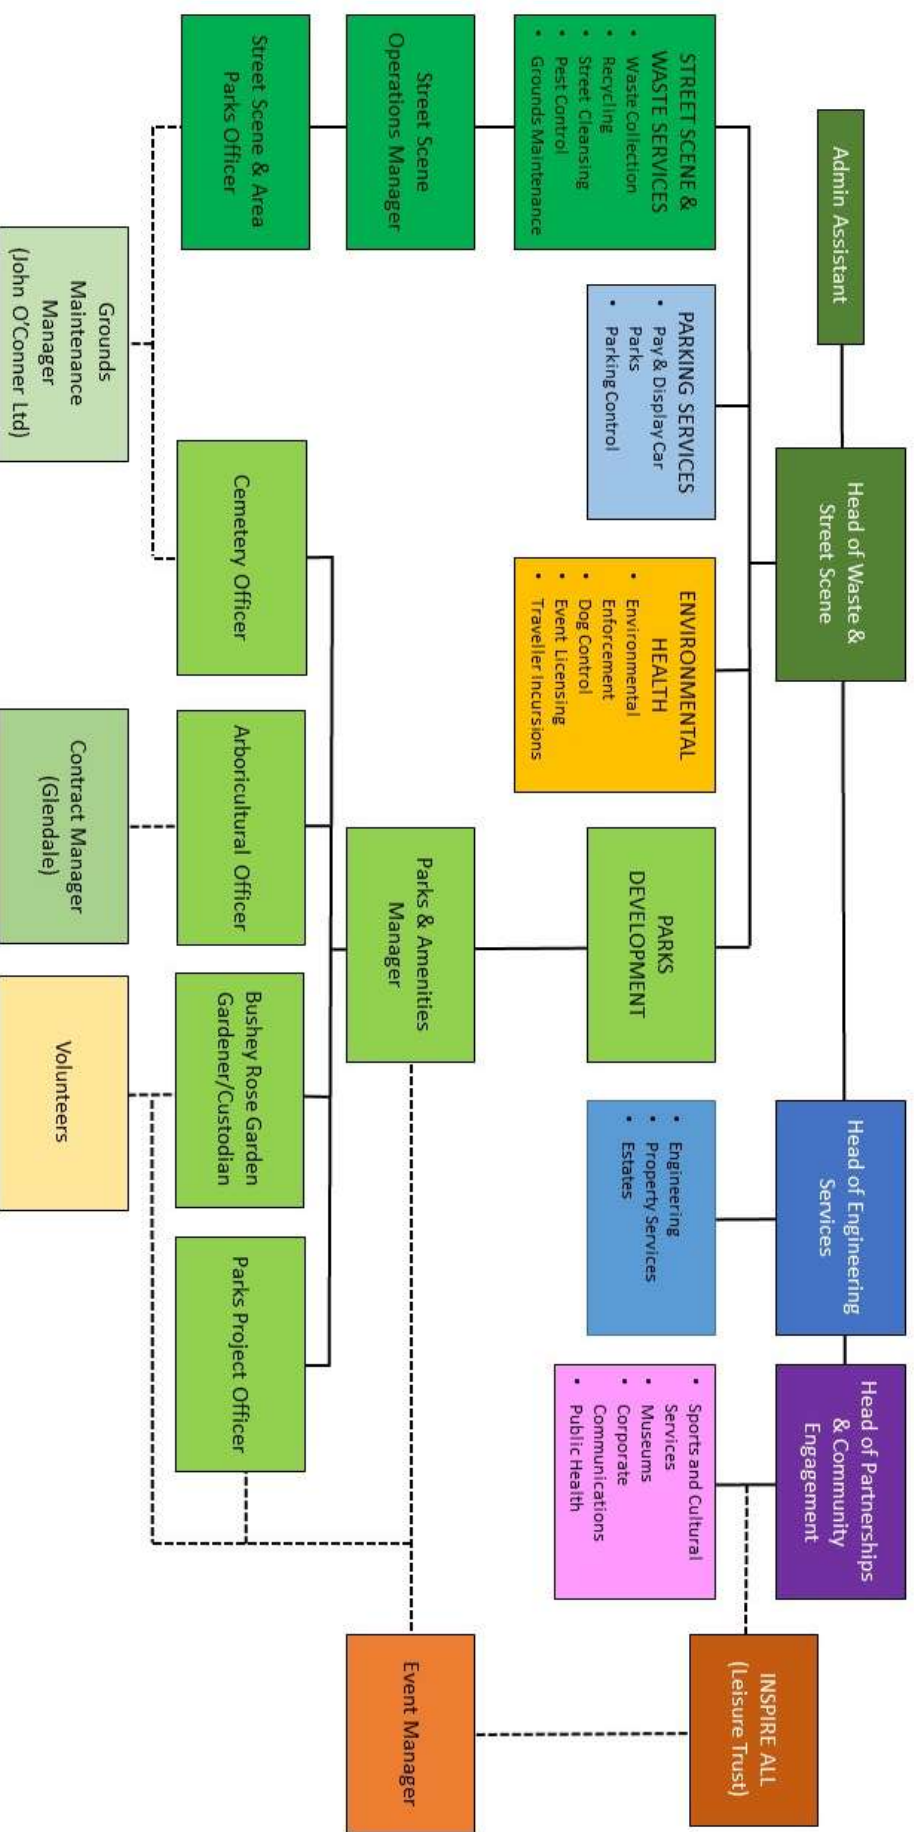 Admin Assistant
Head of Waste &
Street Scene
Head of Engineering
Services
Head of Partnerships
& Community
Engagement
INSPIRE ALL
(Leisure Trust)
STREET SCENE &
WASTE SERVICES
• Waste Collection
• Recycling
• Street Cleansing
• Pest Control
• Grounds Maintenance
PARKING SERVICES
• Pay & Display Car
Parks
• Parking Control
ENVIRONMENTAL
HEALTH
• Environmental
Enforcement
• Dog Control
• Event Licensing
• Traveller Incursions
PARKS
DEVELOPMENT
• Engineering
• Property Services
• Estates
• Sports and Cultural
Services
• Museums
• Corporate
Communications
• Public Health
Street Scene
Operations Manager
Parks & Amenities
Manager
Event Manager
Street Scene & Area
Parks Officer
Cemetery Officer
Arboricultural Officer
Bushey Rose Garden
Gardener/Custodian
Parks Project Officer
Grounds
Maintenance
Manager
(John O'Conner Ltd)
Contract Manager
(Glendale)
Volunteers